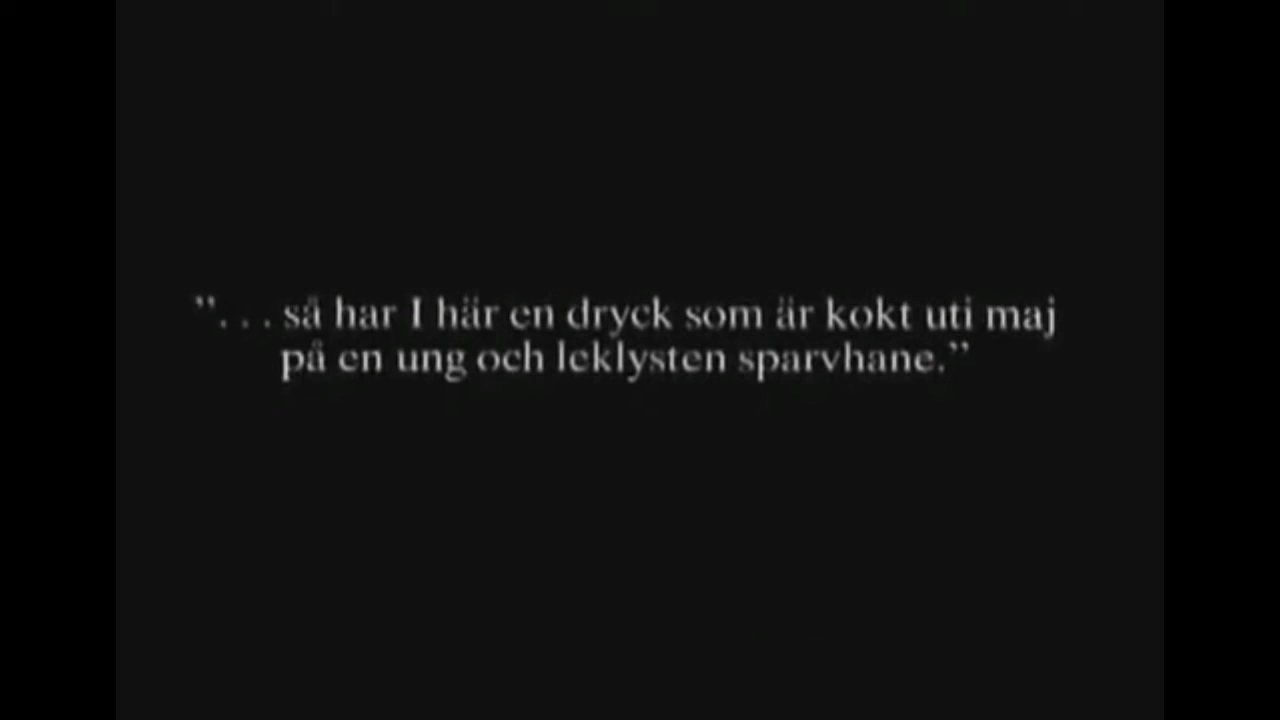 ”. . . så har I här en dryck som är kokt uti maj
på en ung och leklysten sparvhane.”